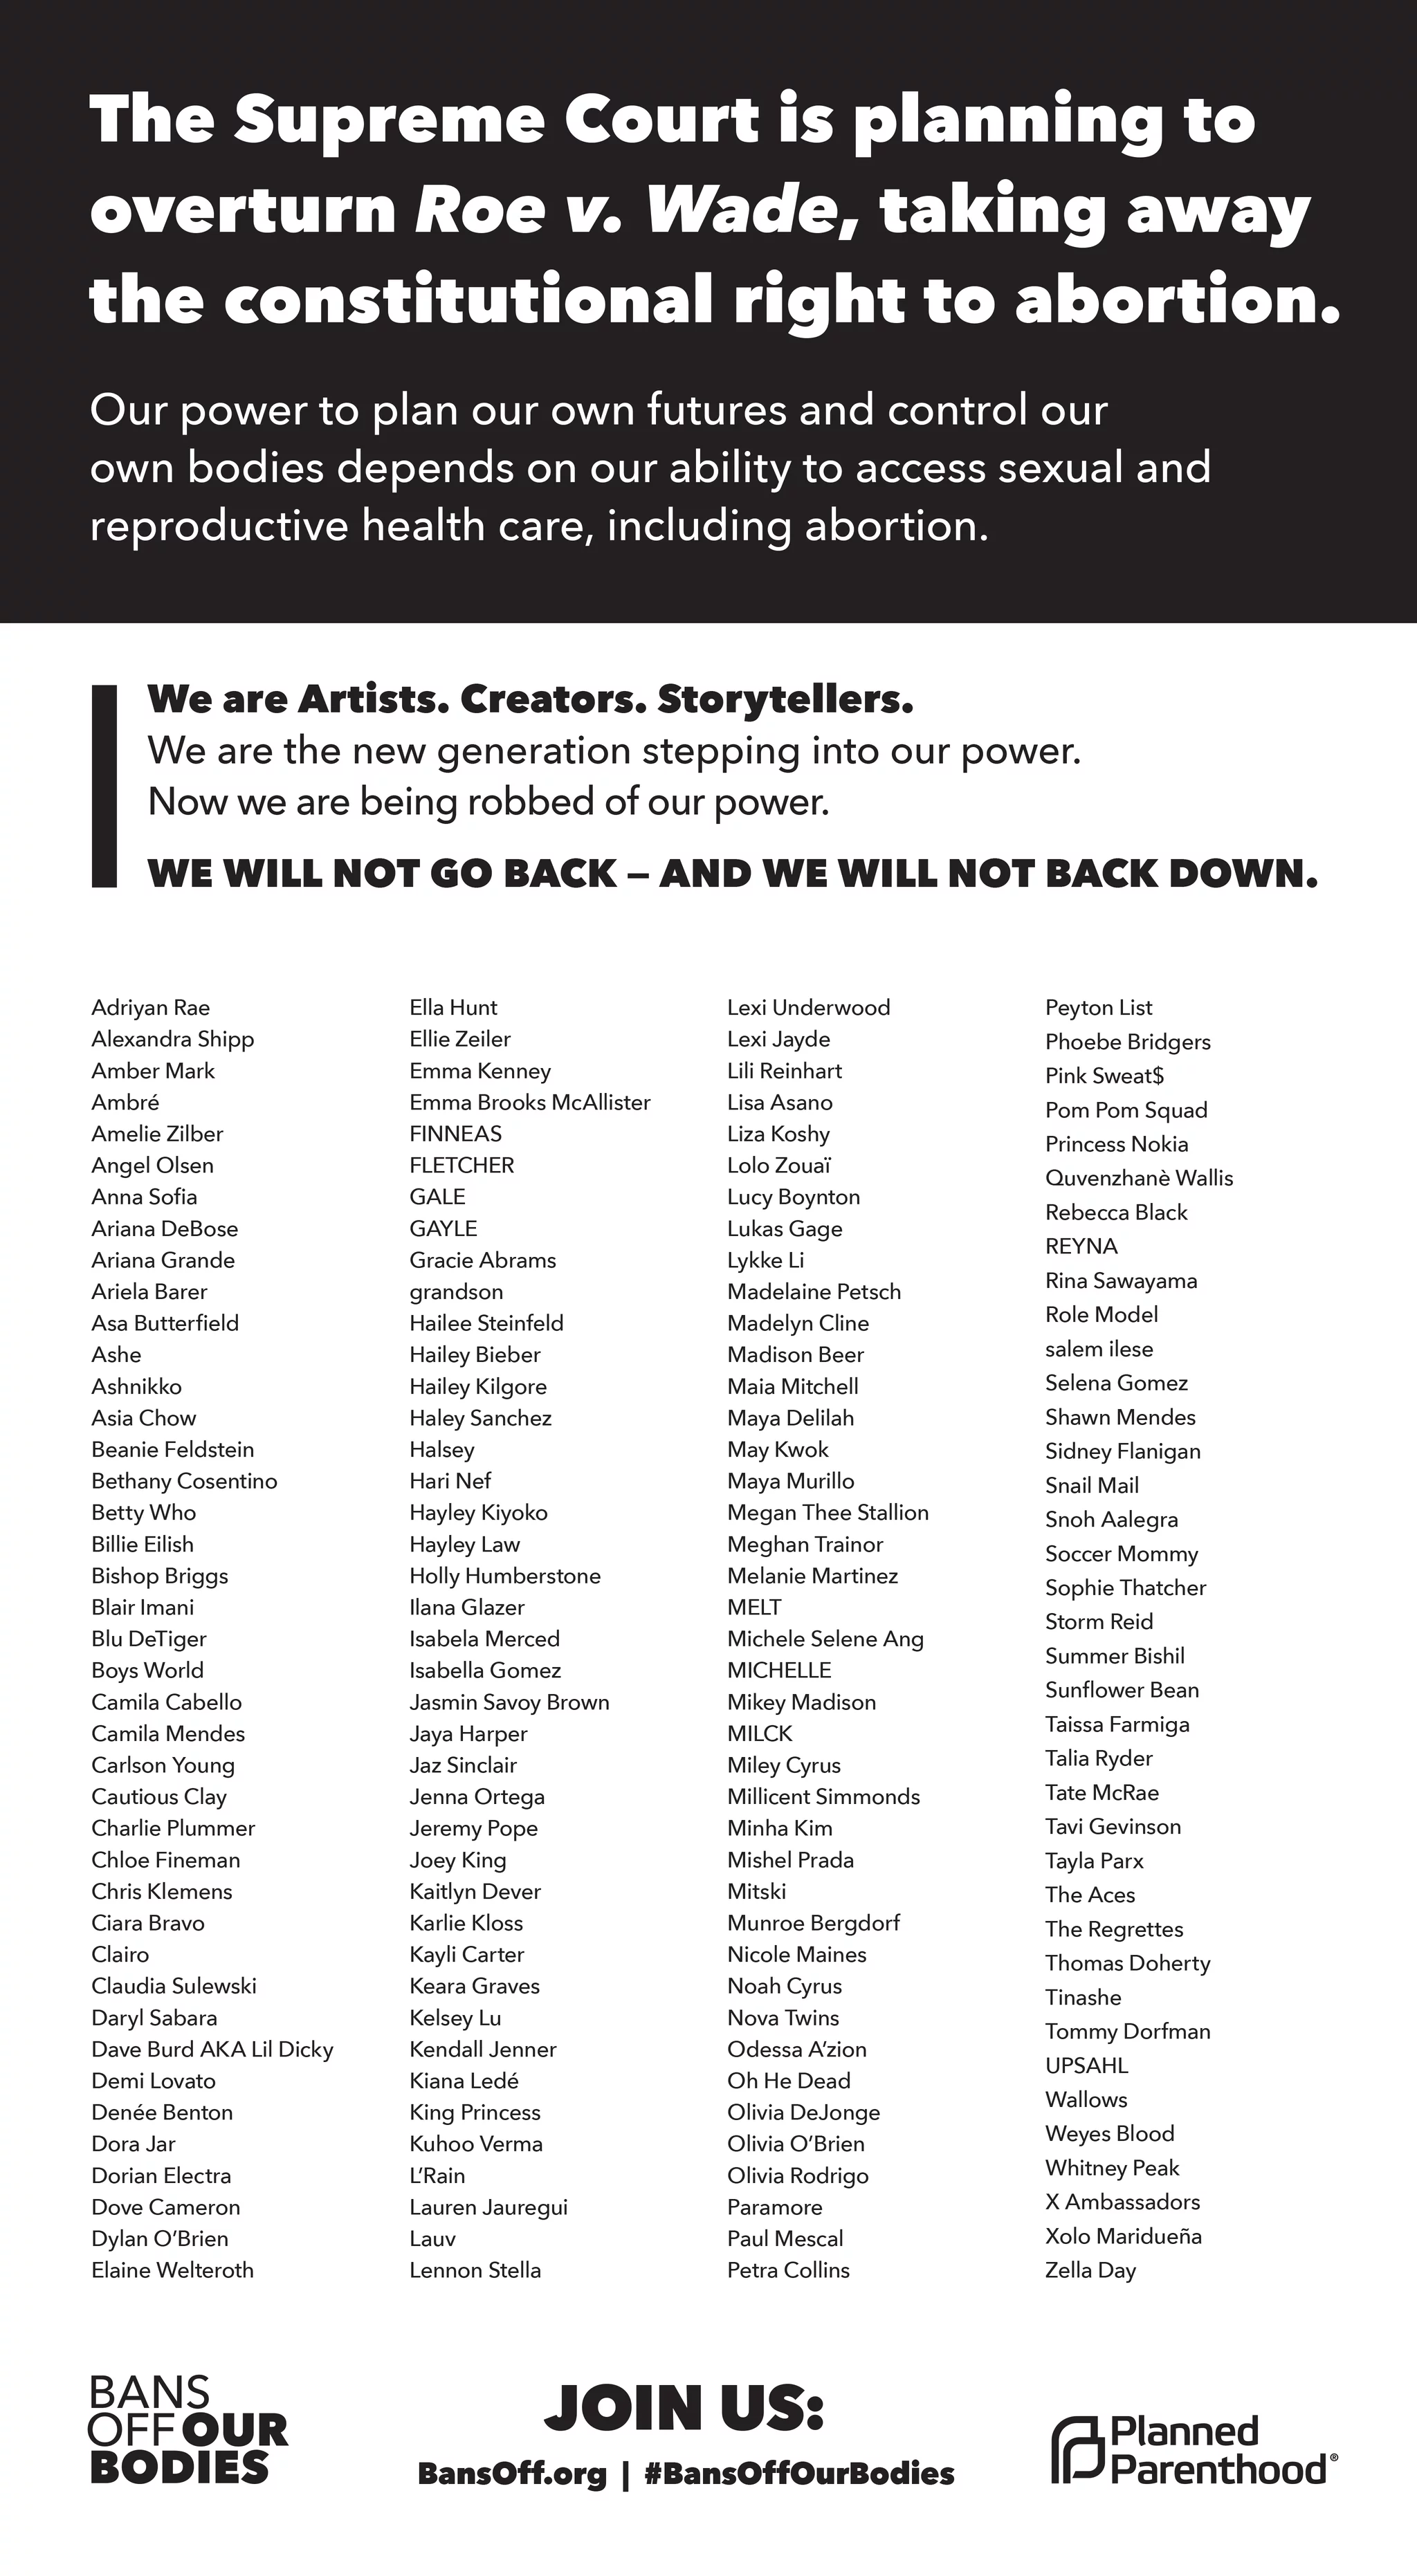 The Supreme Court is planning to
overturn Roe v. Wade, taking away
the constitutional right to abortion.
Our power to plan our own futures and control our
own bodies depends on our ability to access sexual and
reproductive health care, including abortion.
We are Artists. Creators. Storytellers.
We are the new generation stepping into our power.
Now we are being robbed of our power.
WE WILL NOT GO BACK – AND WE WILL NOT BACK DOWN.
Adriyan Rae
Alexandra Shipp
Amber Mark
Ambré
Amelie Zilber
Angel Olsen
Anna Sofia
Ariana DeBose
Ariana Grande
Ariela Barer
Asa Butterfield
Ashe
Ashnikko
Asia Chow
Beanie Feldstein
Bethany Cosentino
Betty Who
Billie Eilish
Bishop Briggs
Blair Imani
Blu DeTiger
Boys World
Camila Cabello
Camila Mendes
Carlson Young
Cautious Clay
Charlie Plummer
Chloe Fineman
Chris Klemens
Ciara Bravo
Clairo
Claudia Sulewski
Daryl Sabara
Dave Burd AKA Lil Dicky
Demi Lovato
Denée Benton
Dora Jar
Dorian Electra
Dove Cameron
Dylan O’Brien
Elaine Welteroth
Ella Hunt
Ellie Zeiler
Emma Kenney
Emma Brooks McAllister
FINNEAS
FLETCHER
GALE
GAYLE
Gracie Abrams
grandson
Hailee Steinfeld
Hailey Bieber
Hailey Kilgore
Haley Sanchez
Halsey
Hari Nef
Hayley Kiyoko
Hayley Law
Holly Humberstone
Ilana Glazer
Isabela Merced
Isabella Gomez
Jasmin Savoy Brown
Jaya Harper
Jaz Sinclair
Jenna Ortega
Jeremy Pope
Joey King
Kaitlyn Dever
Karlie Kloss
Kayli Carter
Keara Graves
Kelsey Lu
Kendall Jenner
Kiana Ledé
King Princess
Kuhoo Verma
L’Rain
Lauren Jauregui
Lauv
Lennon Stella
Lexi Underwood
Lexi Jayde
Lili Reinhart
Lisa Asano
Liza Koshy
Lolo Zouaï
Lucy Boynton
Lukas Gage
Lykke Li
Madelaine Petsch
Madelyn Cline
Madison Beer
Maia Mitchell
Maya Delilah
May Kwok
Maya Murillo
Megan Thee Stallion
Meghan Trainor
Melanie Martinez
MELT
Michele Selene Ang
MICHELLE
Mikey Madison
MILCK
Miley Cyrus
Millicent Simmonds
Minha Kim
Mishel Prada
Mitski
Munroe Bergdorf
Nicole Maines
Noah Cyrus
Nova Twins
Odessa A’zion
Oh He Dead
Olivia DeJonge
Olivia O’Brien
Olivia Rodrigo
Paramore
Paul Mescal
Petra Collins
Peyton List
Phoebe Bridgers
Pink Sweat$
Pom Pom Squad
Princess Nokia
Quvenzhanè Wallis
Rebecca Black
REYNA
Rina Sawayama
Role Model
salem ilese
Selena Gomez
Shawn Mendes
Sidney Flanigan
Snail Mail
Snoh Aalegra
Soccer Mommy
Sophie Thatcher
Storm Reid
Summer Bishil
Sunflower Bean
Taissa Farmiga
Talia Ryder
Tate McRae
Tavi Gevinson
Tayla Parx
The Aces
The Regrettes
Thomas Doherty
Tinashe
Tommy Dorfman
UPSAHL
Wallows
Weyes Blood
Whitney Peak
X Ambassadors
Xolo Maridueña
Zella Day
BANS
OFF OUR
BODIES
JOIN US:
BansOff.org | #BansOffOurBodies
Planned
Parenthood®